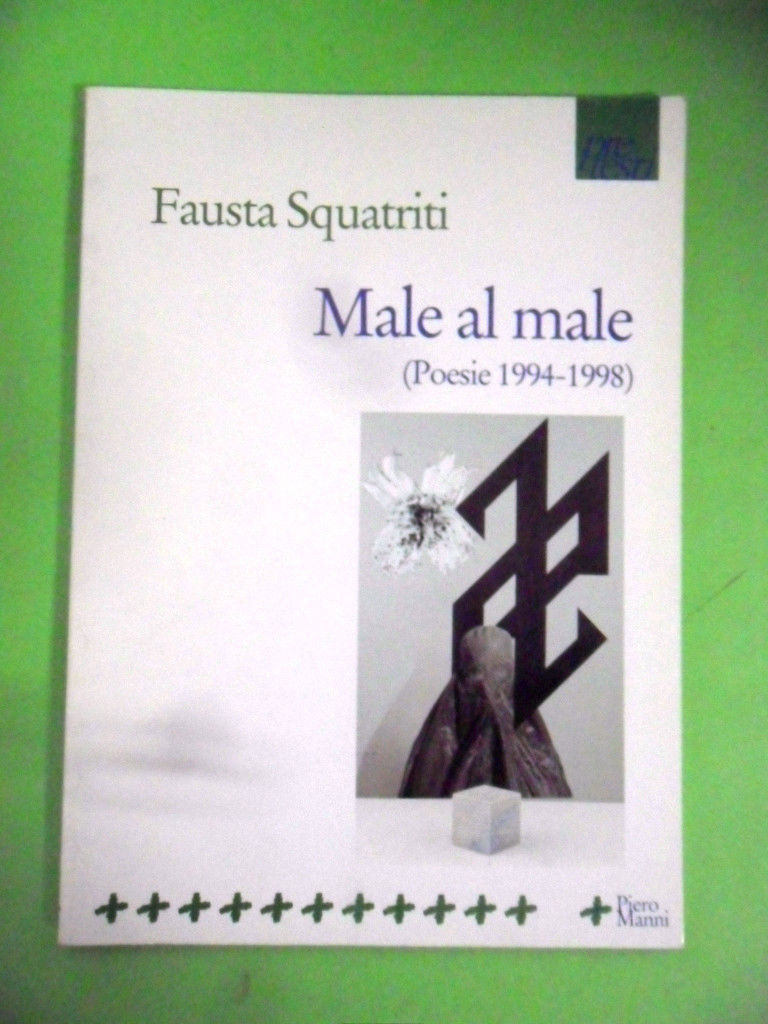 Fausta Squatriti
Male al male
(Poesie 1994-1998)
Piero
Manni